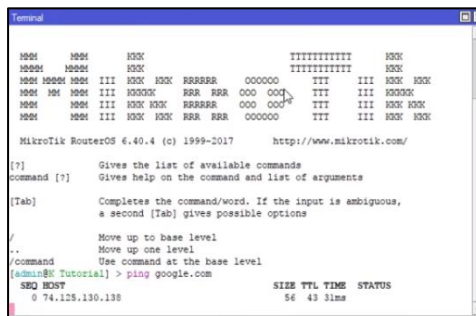 Terminal
MMM      MMM       KKK                          TTTTTTTTTTT      KKK
MMMM    MMMM       KKK                          TTTTTTTTTTT      KKK
MMM MMMM MMM  III  KKK  KKK  RRRRRR     OOOOOO      TTT     III  KKK  KKK
MMM  MM  MMM  III  KKKKK     RRR  RRR  OOO  OOO     TTT     III  KKKKK
MMM      MMM  III  KKK KKK   RRRRRR    OOO  OOO     TTT     III  KKK KKK
MMM      MMM  III  KKK  KKK  RRR  RRR   OOOOOO      TTT     III  KKK  KKK
MikroTik RouterOS 6.40.4 (c) 1999-2017       http://www.mikrotik.com/
[?]             Gives the list of available commands
command [?]     Gives help on the command and list of arguments
[Tab]           Completes the command/word. If the input is ambiguous,
                a second [Tab] gives possible options
/               Move up to base level
..              Move up one level
/command        Use command at the base level
[admin@K Tutorial] > ping google.com
  SEQ HOST                                     SIZE TTL TIME  STATUS
    0 74.125.130.138                             56  43 31ms